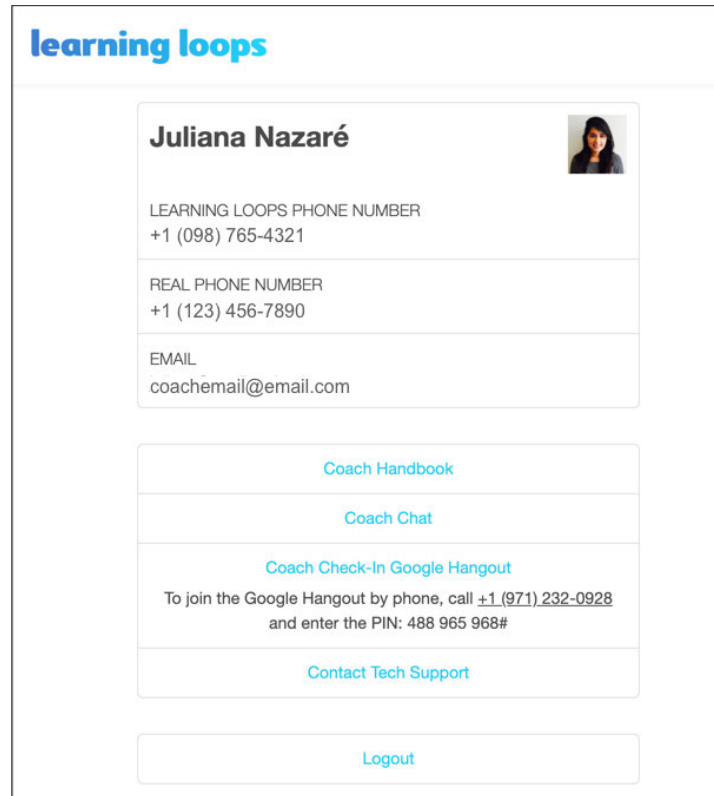 learning loops
Juliana Nazaré
LEARNING LOOPS PHONE NUMBER
+1 (098) 765-4321
REAL PHONE NUMBER
+1 (123) 456-7890
EMAIL
coachemail@email.com
Coach Handbook
Coach Chat
Coach Check-In Google Hangout
To join the Google Hangout by phone, call +1 (971) 232-0928
and enter the PIN: 488 965 968#
Contact Tech Support
Logout